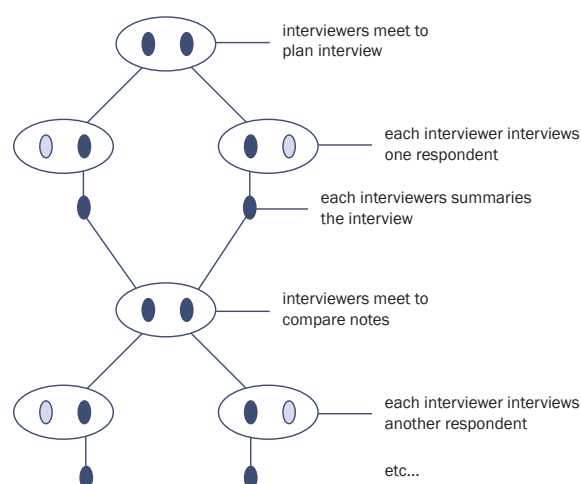 interviewers meet to
plan interview
each interviewer interviews
one respondent
each interviewers summaries
the interview
interviewers meet to
compare notes
each interviewer interviews
another respondent
etc...